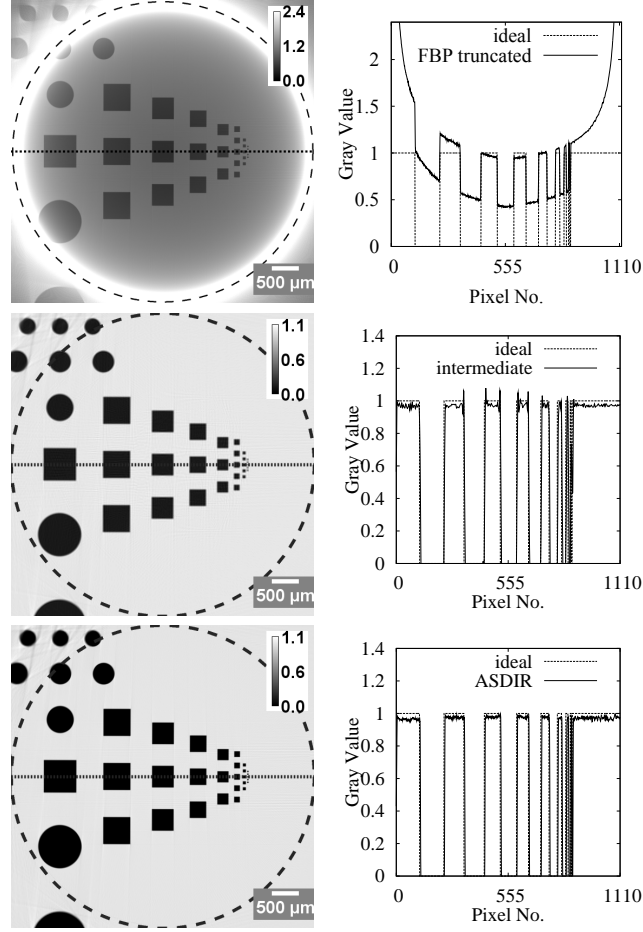 2.4
1.2
0.0
500 µm
ideal
FBP truncated
2
1.5
1
0.5
0
Gray Value
0 555 1110
Pixel No.
1.1
0.6
0.0
500 µm
1.4
ideal
1.2
intermediate
1
0.8
0.6
0.4
0.2
0
Gray Value
0 555 1110
Pixel No.
1.1
0.6
0.0
500 µm
1.4
ideal
1.2
ASDIR
1
0.8
0.6
0.4
0.2
0
Gray Value
0 555 1110
Pixel No.